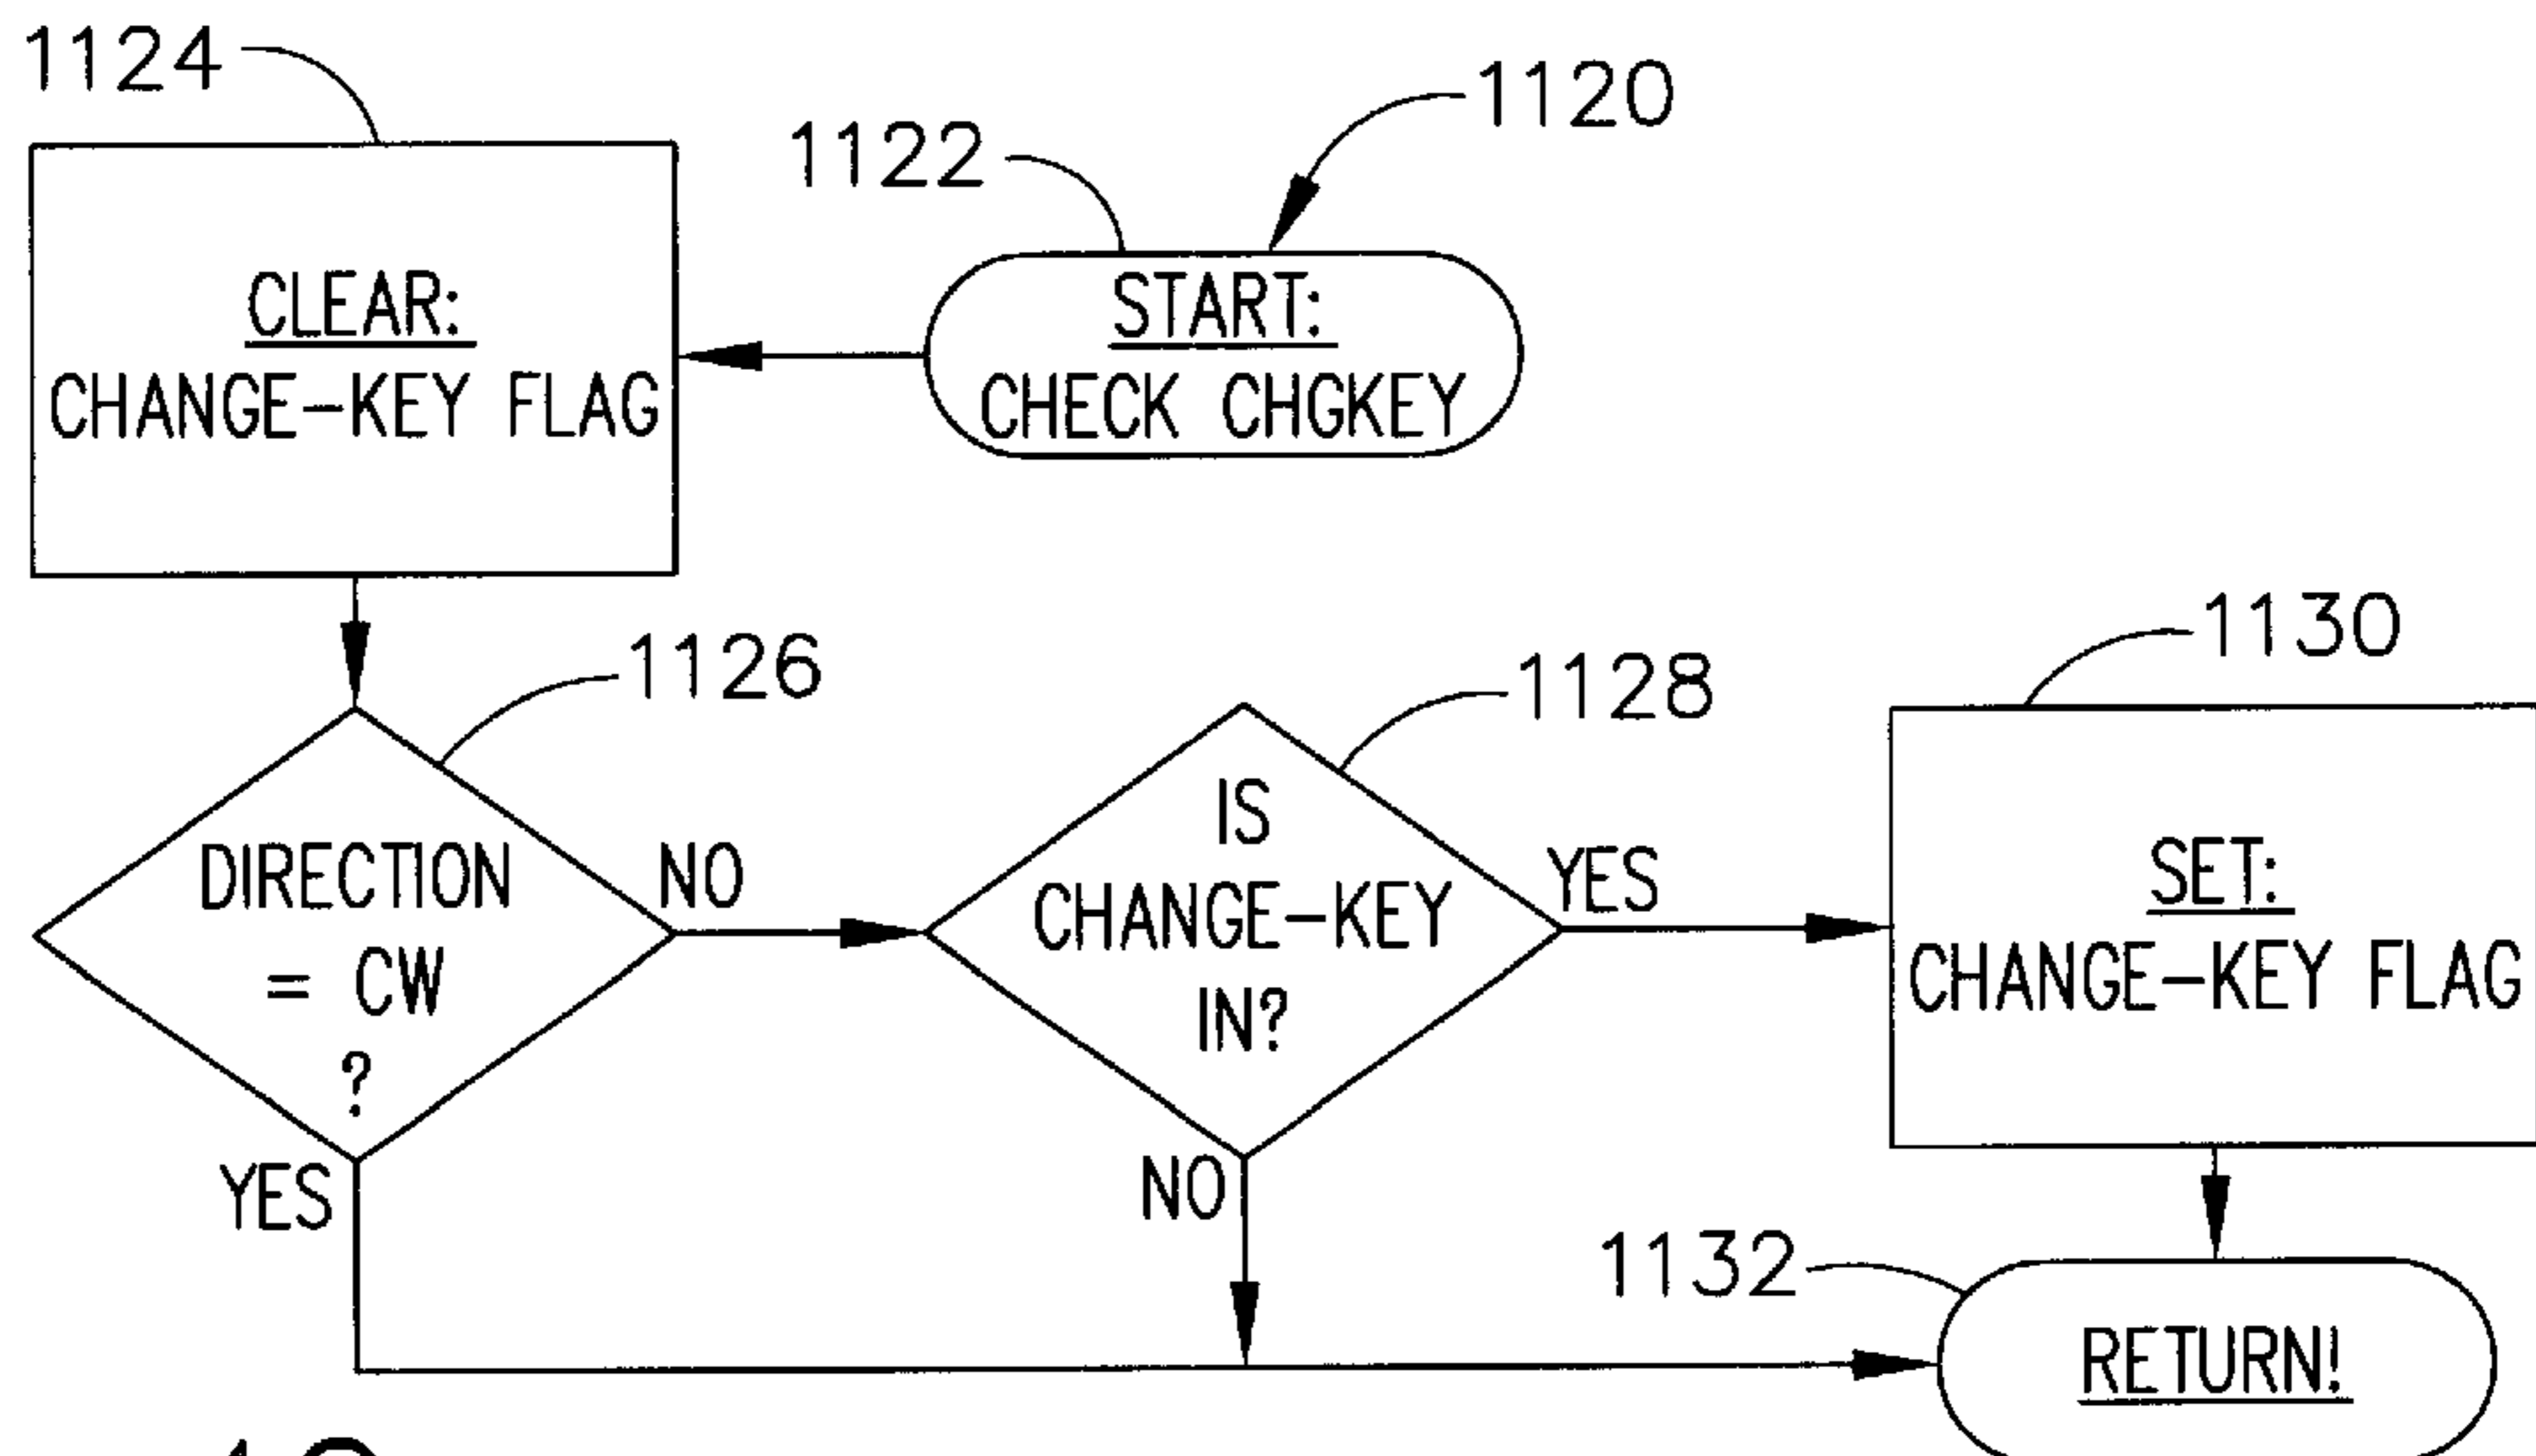 1124
1120
1122
CLEAR:
CHANGE-KEY FLAG
START:
CHECK CHGKEY
1126
1128
1130
DIRECTION
= CW
?
NO
YES
IS
CHANGE-KEY
IN?
YES
NO
SET:
CHANGE-KEY FLAG
1132
RETURN!